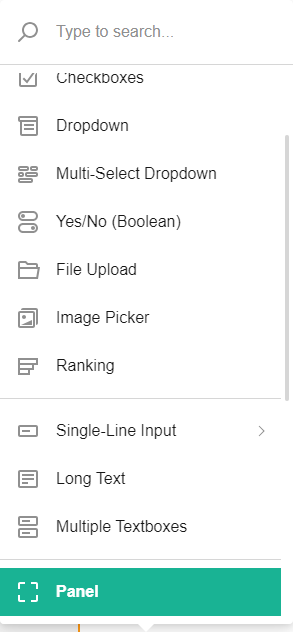 Type to search...
Checkboxes
Dropdown
Multi-Select Dropdown
Yes/No (Boolean)
File Upload
Image Picker
Ranking
Single-Line Input
Long Text
Multiple Textboxes
Panel